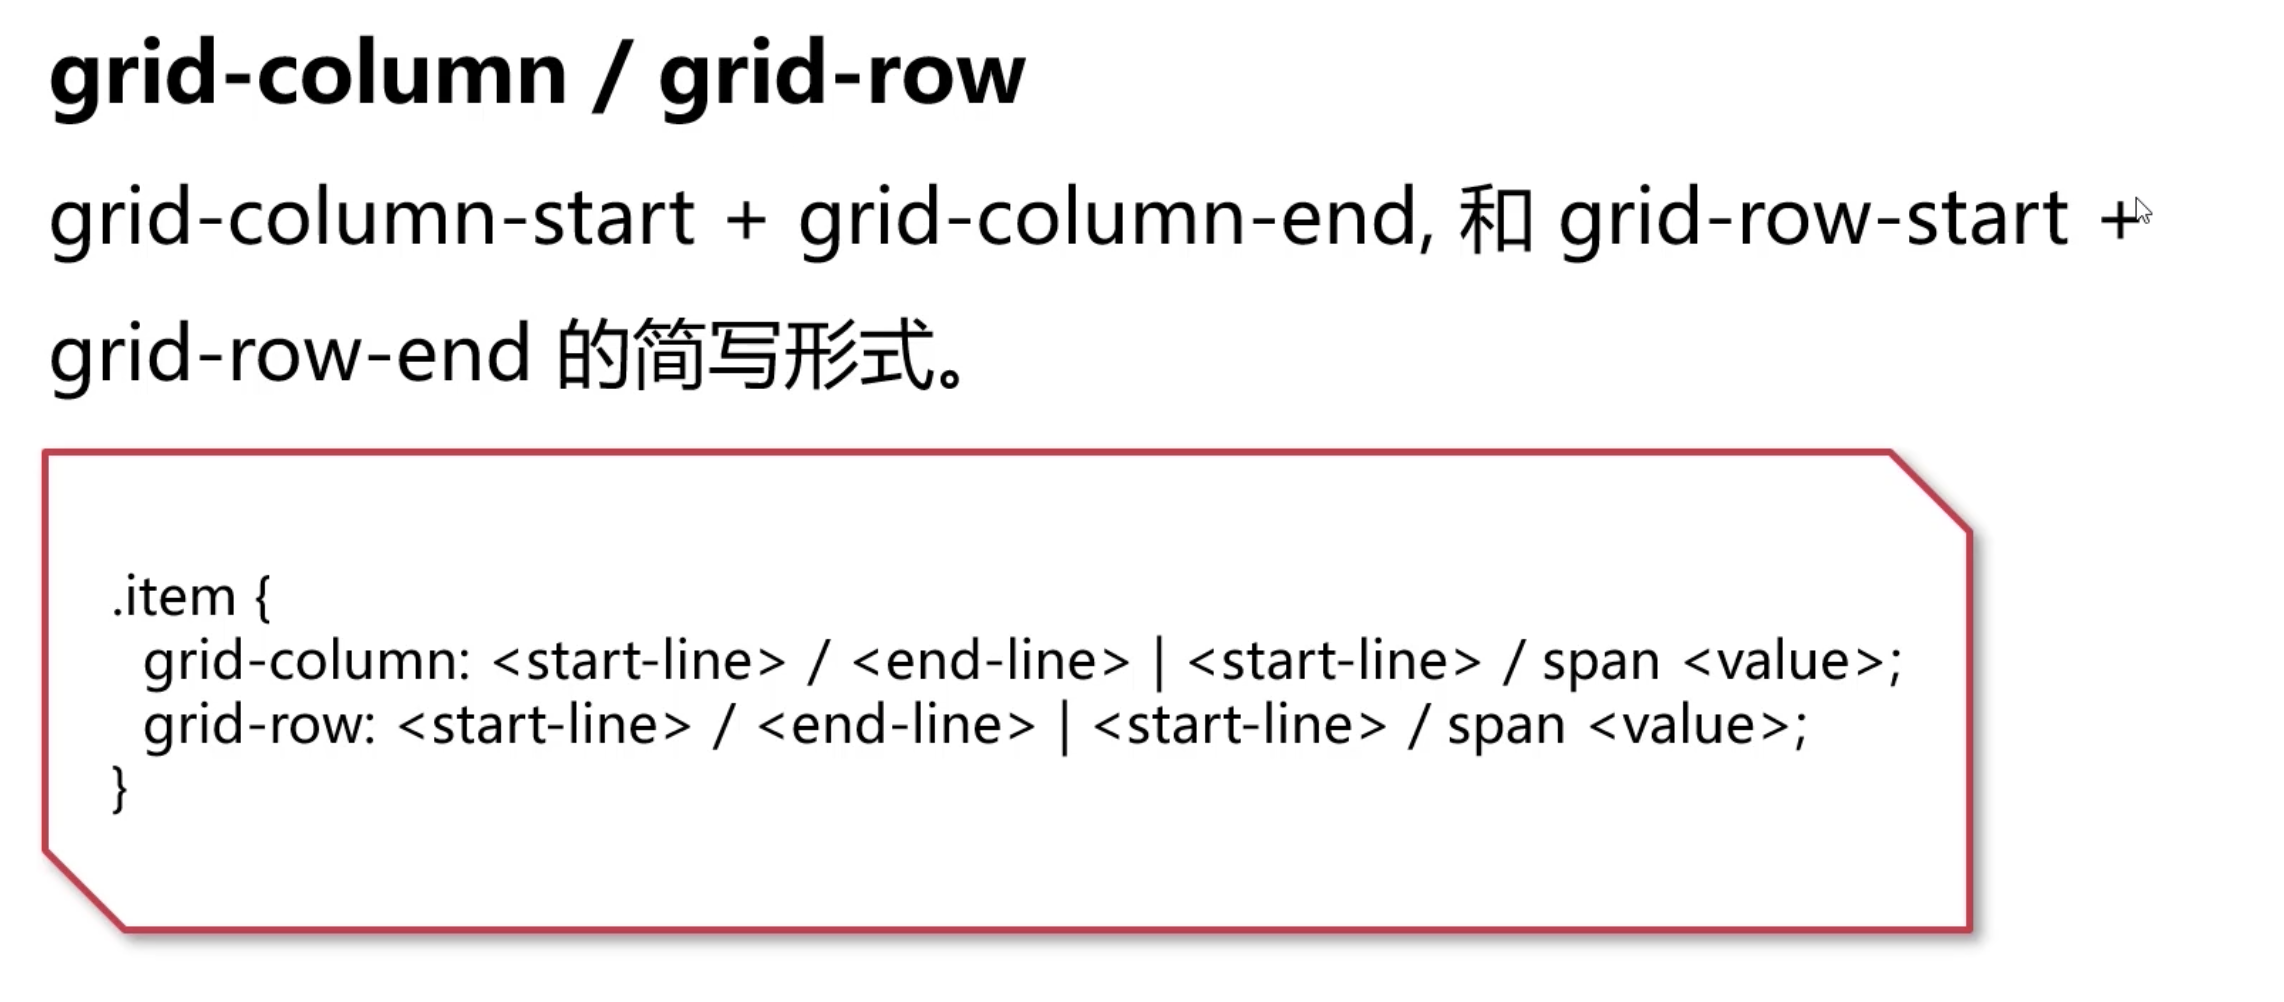 grid-column / grid-row
grid-column-start + grid-column-end, 和 grid-row-start +
grid-row-end 的简写形式。
.item {
  grid-column: <start-line> / <end-line> | <start-line> / span <value>;
  grid-row: <start-line> / <end-line> | <start-line> / span <value>;
}